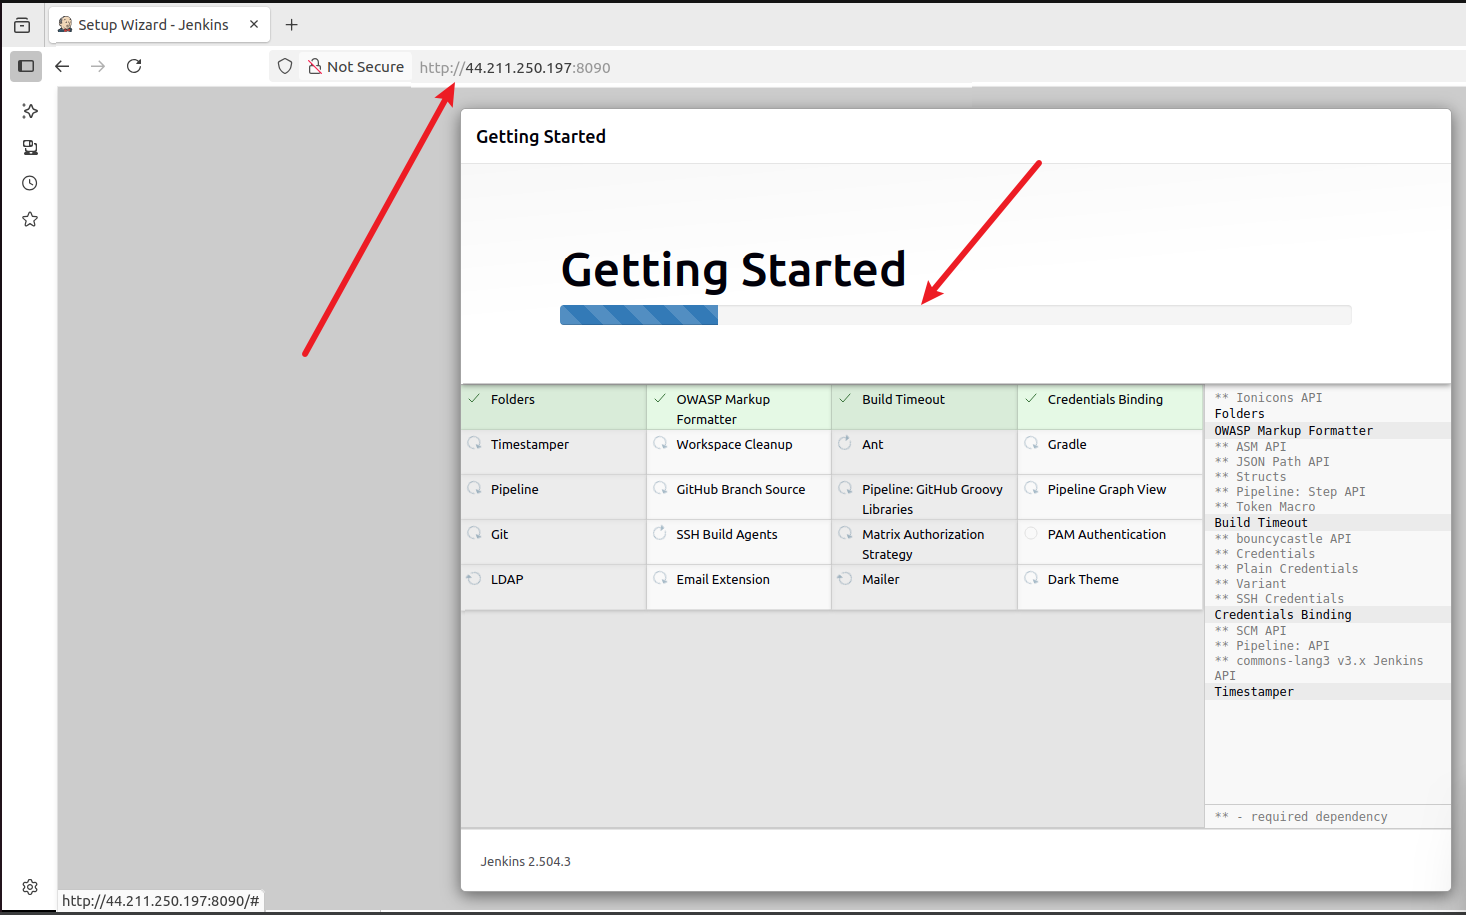 Setup Wizard - Jenkins
Not Secure
http://44.211.250.197:8090
Getting Started
Getting Started
Folders
OWASP Markup
Formatter
Build Timeout
Credentials Binding
Timestamper
Workspace Cleanup
Ant
Gradle
Pipeline
GitHub Branch Source
Pipeline: GitHub Groovy
Libraries
Pipeline Graph View
Git
SSH Build Agents
Matrix Authorization
Strategy
PAM Authentication
LDAP
Email Extension
Mailer
Dark Theme
** Ionicons API
Folders
OWASP Markup Formatter
** ASM API
** JSON Path API
** Structs
** Pipeline: Step API
** Token Macro
Build Timeout
** bouncycastle API
** Credentials
** Plain Credentials
** Variant
** SSH Credentials
Credentials Binding
** SCM API
** Pipeline: API
** commons-lang3 v3.x Jenkins
API
Timestamper
** - required dependency
Jenkins 2.504.3
http://44.211.250.197:8090/#